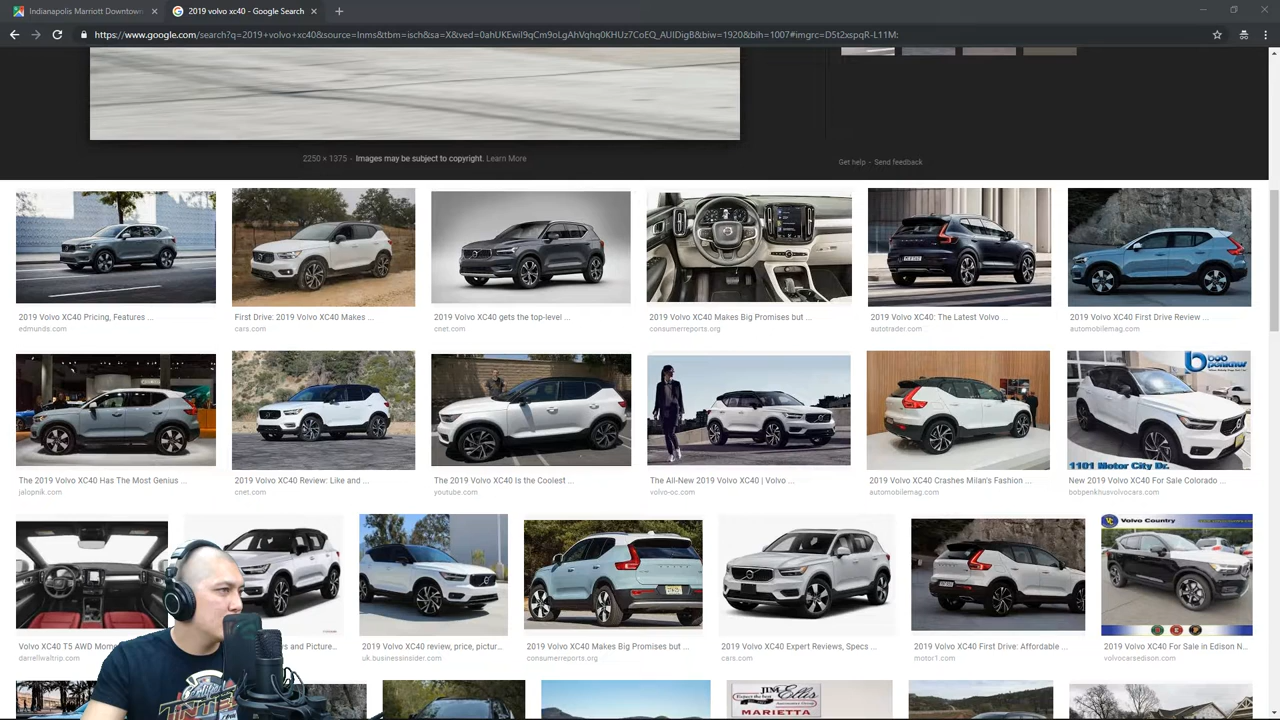 Indianapolis Marriott Downtown
2019 volvo xc40 - Google Search
https://www.google.com/search?q=2019+volvo+xc40&source=lnms&tbm=isch&sa=X&ved=0ahUKEwiI9qCm9oLgAhVqhq0KHUz7CoEQ_AUIDigB&biw=1920&bih=1007#imgrc=D5t2xspqR-L11M:
2250 × 1375 - Images may be subject to copyright. Learn More
Get help - Send feedback
2019 Volvo XC40 Pricing, Features ...
edmunds.com
First Drive: 2019 Volvo XC40 Makes ...
cars.com
2019 Volvo XC40 gets the top-level ...
cnet.com
2019 Volvo XC40 Makes Big Promises but ...
consumerreports.org
2019 Volvo XC40: The Latest Volvo ...
autotrader.com
2019 Volvo XC40 First Drive Review ...
automobilemag.com
bob
penkhus
1101 Motor City Dr.
The 2019 Volvo XC40 Has The Most Genius ...
jalopnik.com
2019 Volvo XC40 Review: Like and ...
cnet.com
The 2019 Volvo XC40 Is the Coolest ...
youtube.com
The All-New 2019 Volvo XC40 | Volvo ...
volvo-oc.com
2019 Volvo XC40 Crashes Milan's Fashion ...
automobilemag.com
New 2019 Volvo XC40 For Sale Colorado ...
bobpenkhusvolvocars.com
Volvo Country
Volvo XC40 T5 AWD Mom
darrellwaltrip.com
s and Picture...
2019 Volvo XC40 review, price, pictur...
uk.businessinsider.com
2019 Volvo XC40 Makes Big Promises but ...
consumerreports.org
2019 Volvo XC40 Expert Reviews, Specs ...
cars.com
2019 Volvo XC40 First Drive: Affordable ...
motor1.com
2019 Volvo XC40 For Sale in Edison N...
volvocarsedison.com
JIM
Ellis
MARIETTA